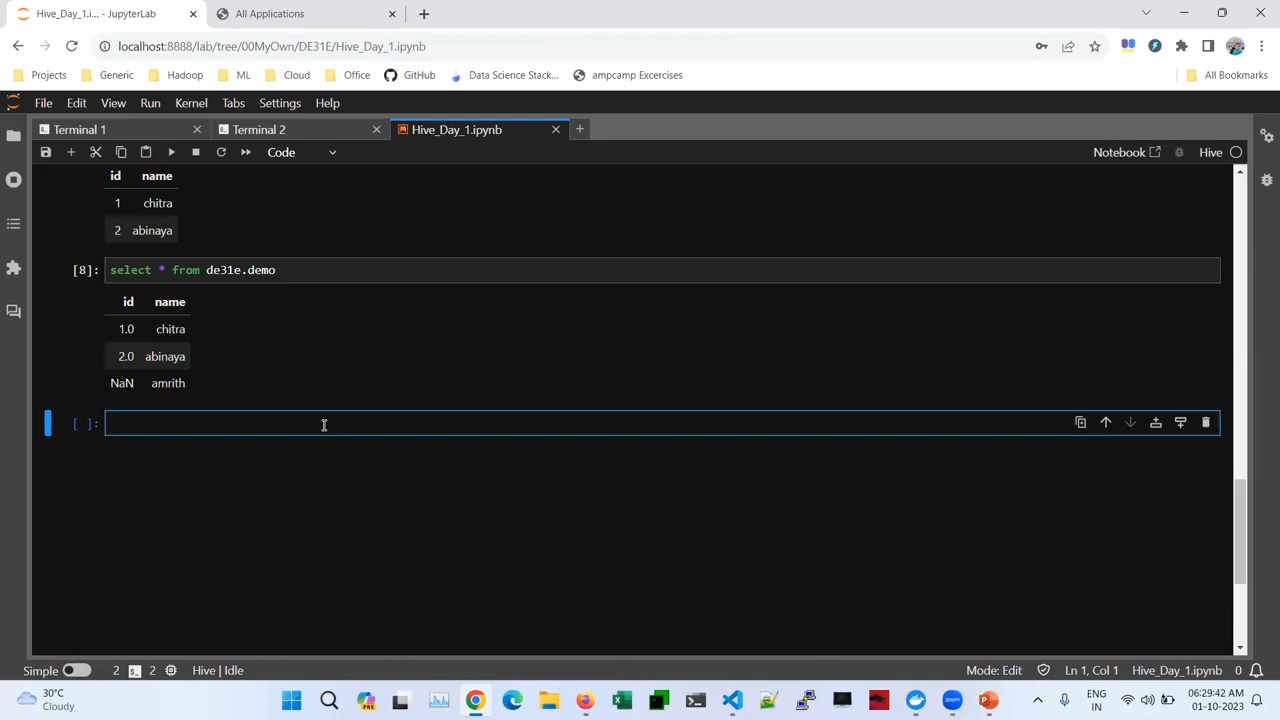 Hive_Day_1.i... - JupyterLab
All Applications
localhost:8888/lab/tree/00MyOwn/DE31E/Hive_Day_1.ipynb
Projects Generic Hadoop ML Cloud Office GitHub Data Science Stack... ampcamp Excercises All Bookmarks
File Edit View Run Kernel Tabs Settings Help
Terminal 1 Terminal 2 Hive_Day_1.ipynb
Code Notebook Hive
id name
1 chitra
2 abinaya
[8]: select * from de31e.demo
id name
1.0 chitra
2.0 abinaya
NaN amrith
[ ]:
Simple 2 2 Hive | Idle Mode: Edit Ln 1, Col 1 Hive_Day_1.ipynb 0
30°C
Cloudy
PRE
ENG
IN
06:29:42 AM
01-10-2023